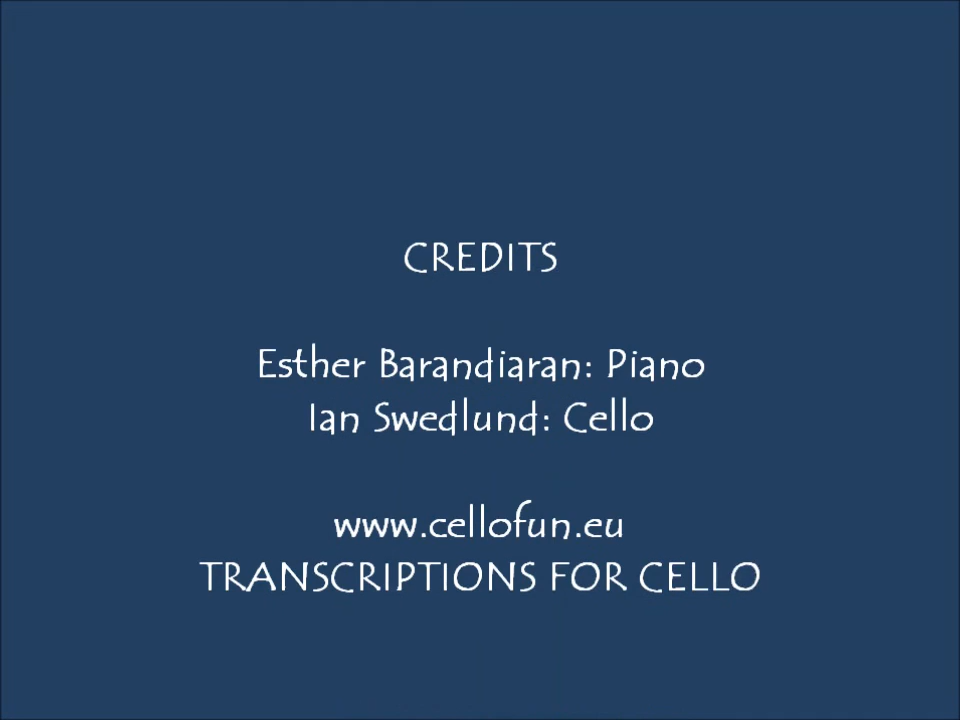 CREDITS
Esther Barandiaran: Piano
Ian Swedlund: Cello
www.cellofun.eu
TRANSCRIPTIONS FOR CELLO